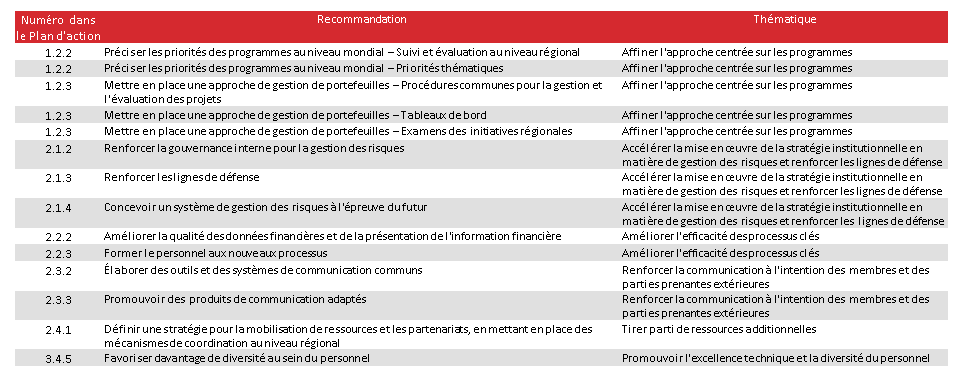 Numéro dans le Plan d'action Recommandation Thématique
1.2.2 Préciser les priorités des programmes au niveau mondial – Suivi et évaluation au niveau régional Affiner l'approche centrée sur les programmes
1.2.2 Préciser les priorités des programmes au niveau mondial – Priorités thématiques Affiner l'approche centrée sur les programmes
1.2.3 Mettre en place une approche de gestion de portefeuilles – Procédures communes pour la gestion et Affiner l'approche centrée sur les programmes
l'évaluation des projets
1.2.3 Mettre en place une approche de gestion de portefeuilles – Tableaux de bord Affiner l'approche centrée sur les programmes
1.2.3 Mettre en place une approche de gestion de portefeuilles – Examens des initiatives régionales Affiner l'approche centrée sur les programmes
2.1.2 Renforcer la gouvernance interne pour la gestion des risques Accélérer la mise en œuvre de la stratégie institutionnelle en
matière de gestion des risques et renforcer les lignes de défense
2.1.3 Renforcer les lignes de défense Accélérer la mise en œuvre de la stratégie institutionnelle en
matière de gestion des risques et renforcer les lignes de défense
2.1.4 Concevoir un système de gestion des risques à l'épreuve du futur Accélérer la mise en œuvre de la stratégie institutionnelle en
matière de gestion des risques et renforcer les lignes de défense
2.2.2 Améliorer la qualité des données financières et de la présentation de l'information financière Améliorer l'efficacité des processus clés
2.2.3 Former le personnel aux nouveaux processus Améliorer l'efficacité des processus clés
2.3.2 Élaborer des outils et des systèmes de communication communs Renforcer la communication à l'intention des membres et des
parties prenantes extérieures
2.3.3 Promouvoir des produits de communication adaptés Renforcer la communication à l'intention des membres et des
parties prenantes extérieures
2.4.1 Définir une stratégie pour la mobilisation de ressources et les partenariats, en mettant en place des Tirer parti de ressources additionnelles
mécanismes de coordination au niveau régional
3.4.5 Favoriser davantage de diversité au sein du personnel Promouvoir l'excellence technique et la diversité du personnel